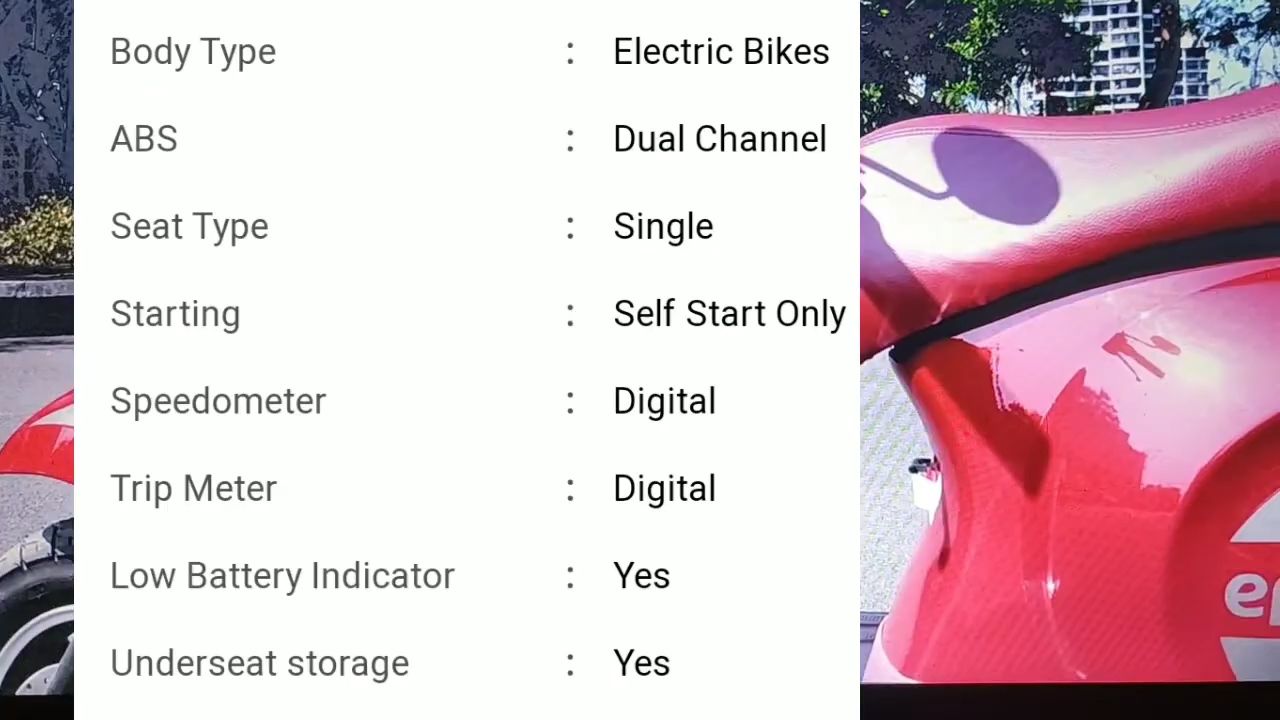 Body Type : Electric Bikes
ABS : Dual Channel
Seat Type : Single
Starting : Self Start Only
Speedometer : Digital
Trip Meter : Digital
Low Battery Indicator : Yes
Underseat storage : Yes